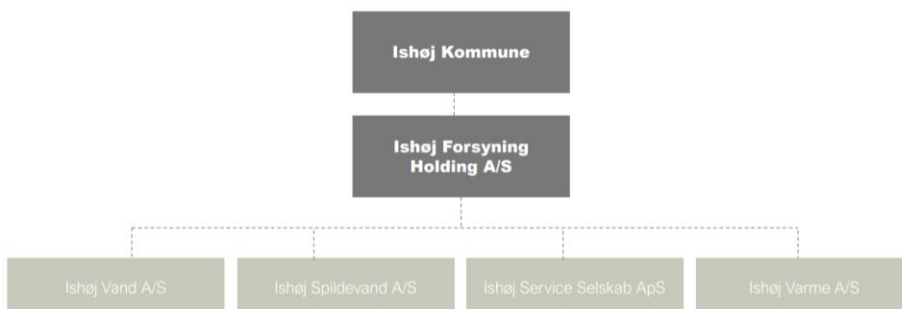 Ishøj Kommune
Ishøj Forsyning
Holding A/S
Ishøj Vand A/S
Ishøj Spildevand A/S
Ishøj Service Selskab ApS
Ishøj Varme A/S